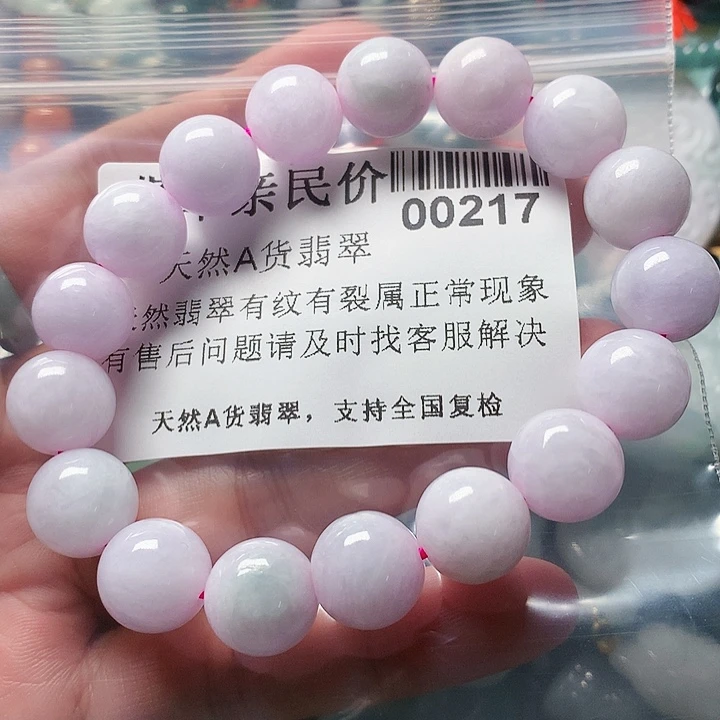 亲民价
00217
天然A货翡翠
然翡翠有纹有裂属正常现象
有售后问题请及时找客服解决
天然A货翡翠，支持全国复检